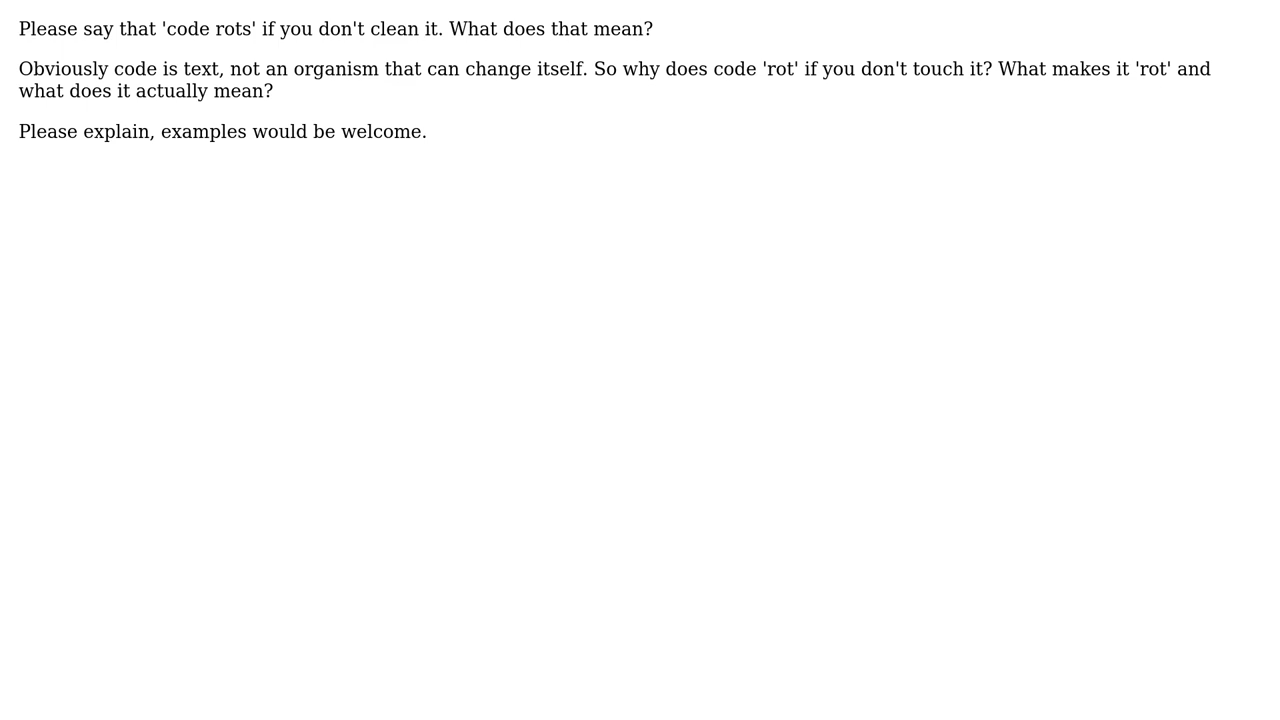 Please say that 'code rots' if you don't clean it. What does that mean?
Obviously code is text, not an organism that can change itself. So why does code 'rot' if you don't touch it? What makes it 'rot' and
what does it actually mean?
Please explain, examples would be welcome.